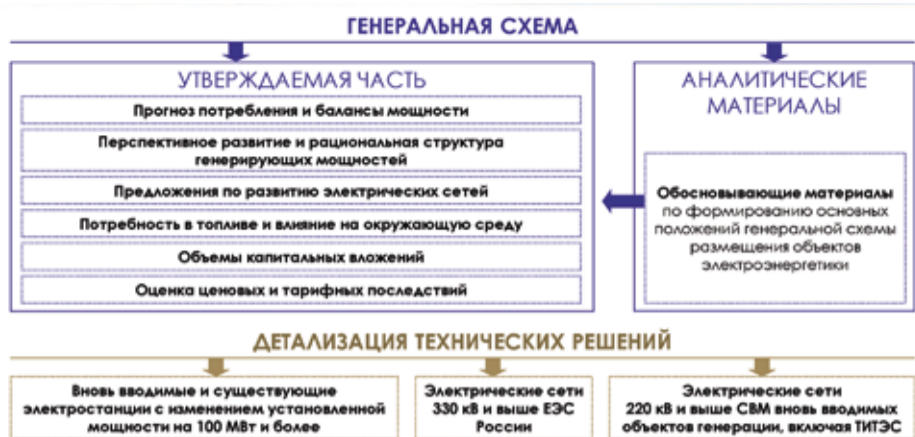 ГЕНЕРАЛЬНАЯ СХЕМА
УТВЕРЖДАЕМАЯ ЧАСТЬ
Прогноз потребления и балансы мощности
Перспективное развитие и рациональная структура
генерирующих мощностей
Предложения по развитию электрических сетей
Потребность в топливе и влияние на окружающую среду
Объемы капитальных вложений
Оценка ценовых и тарифных последствий
АНАЛИТИЧЕСКИЕ
МАТЕРИАЛЫ
Обосновывающие материалы
по формированию основных
положений генеральной схемы
размещения объектов
электроэнергетики
ДЕТАЛИЗАЦИЯ ТЕХНИЧЕСКИХ РЕШЕНИЙ
Вновь вводимые и существующие
электростанции с изменением установленной
мощности на 100 МВт и более
Электрические сети
330 кВ и выше ЕЭС
России
Электрические сети
220 кВ и выше СВМ вновь вводимых
объектов генерации, включая ТИТЭС